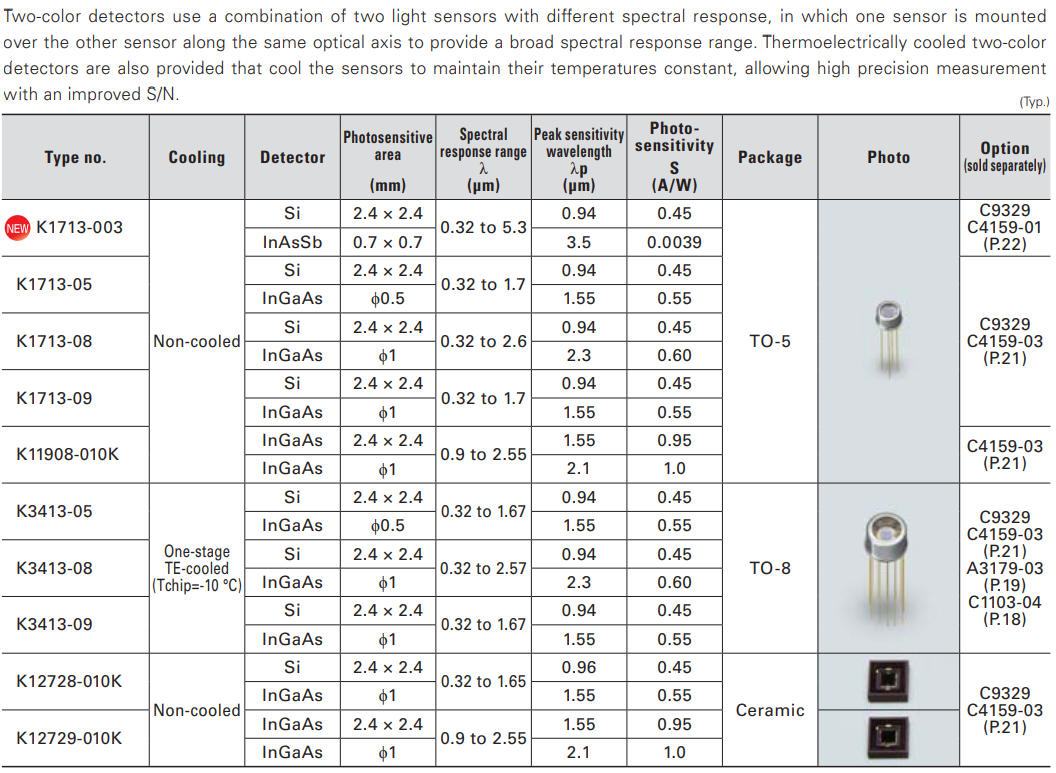 Two-color detectors use a combination of two light sensors with different spectral response, in which one sensor is mounted
over the other sensor along the same optical axis to provide a broad spectral response range. Thermoelectrically cooled two-color
detectors are also provided that cool the sensors to maintain their temperatures constant, allowing high precision measurement
with an improved S/N.
(Typ.)
Type no. Cooling Detector Photosensitive area (mm) Spectral response range λ (μm) Peak sensitivity wavelength λp (μm) Photo-sensitivity S (A/W) Package Photo Option (sold separately)
NEW K1713-003 Non-cooled Si 2.4 × 2.4 0.32 to 5.3 0.94 0.45 TO-5 C9329 C4159-01 (P.22)
InAsSb 0.7 × 0.7 3.5 0.0039
K1713-05 Si 2.4 × 2.4 0.32 to 1.7 0.94 0.45 C9329 C4159-03 (P.21)
InGaAs ϕ0.5 1.55 0.55
K1713-08 Si 2.4 × 2.4 0.32 to 2.6 0.94 0.45
InGaAs ϕ1 2.3 0.60
K1713-09 Si 2.4 × 2.4 0.32 to 1.7 0.94 0.45
InGaAs ϕ1 1.55 0.55
K11908-010K InGaAs 2.4 × 2.4 0.9 to 2.55 1.55 0.95 C4159-03 (P.21)
InGaAs ϕ1 2.1 1.0
K3413-05 One-stage TE-cooled (Tchip=-10 °C) Si 2.4 × 2.4 0.32 to 1.67 0.94 0.45 TO-8 C9329 C4159-03 (P.21) A3179-03 (P.19) C1103-04 (P.18)
InGaAs ϕ0.5 1.55 0.55
K3413-08 Si 2.4 × 2.4 0.32 to 2.57 0.94 0.45
InGaAs ϕ1 2.3 0.60
K3413-09 Si 2.4 × 2.4 0.32 to 1.67 0.94 0.45
InGaAs ϕ1 1.55 0.55
K12728-010K Non-cooled Si 2.4 × 2.4 0.32 to 1.65 0.96 0.45 Ceramic C9329 C4159-03 (P.21)
InGaAs ϕ1 1.55 0.55
K12729-010K InGaAs 2.4 × 2.4 0.9 to 2.55 1.55 0.95
InGaAs ϕ1 2.1 1.0